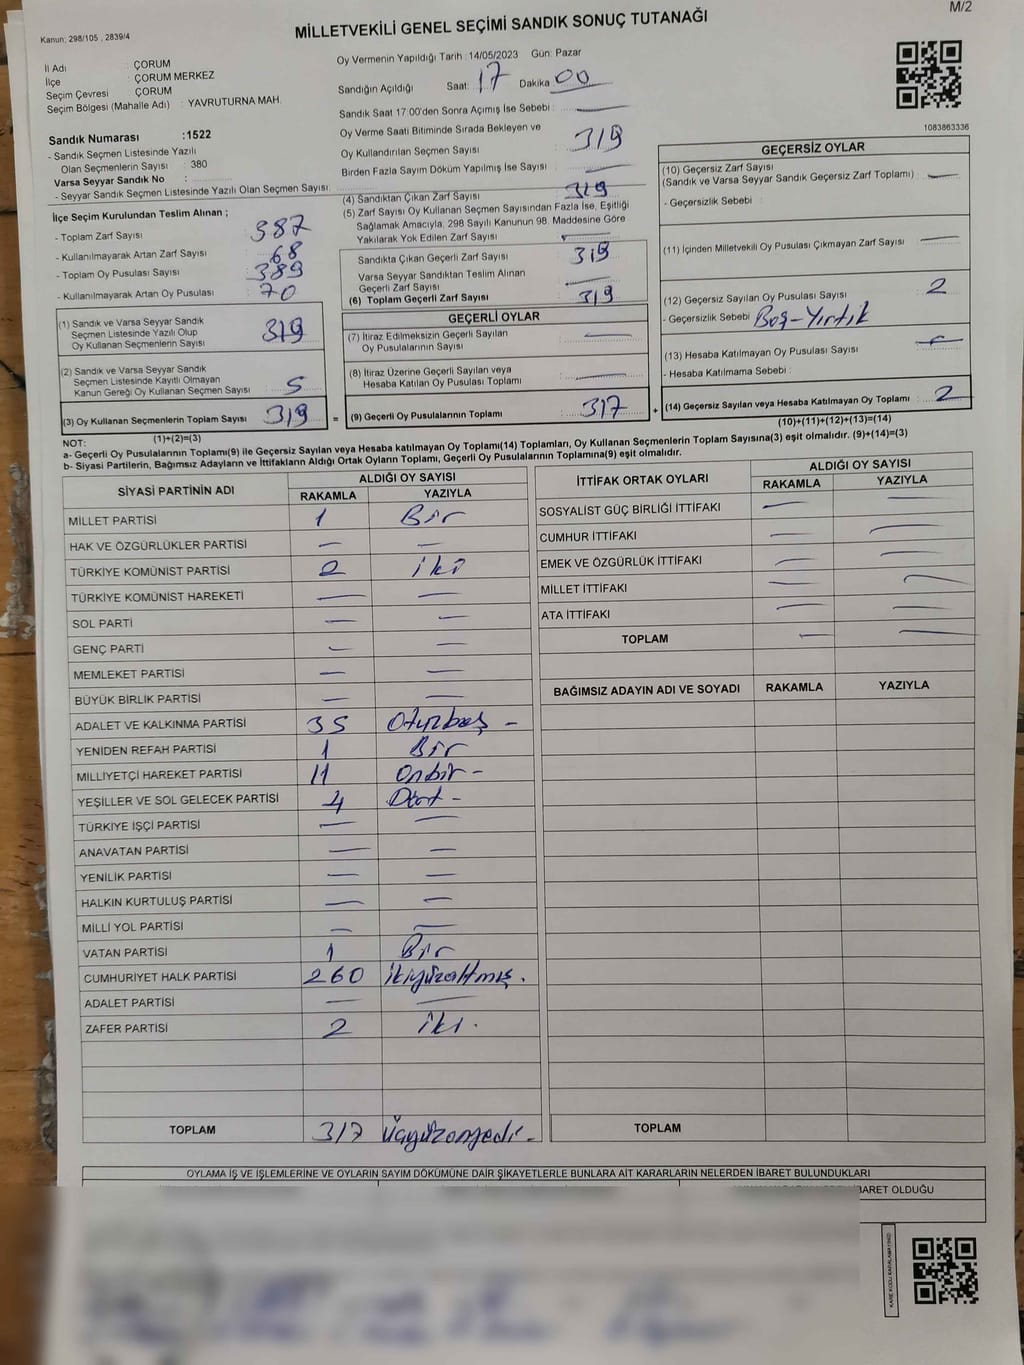 M/2
Kanun; 298/105 , 2839/4
MİLLETVEKİLİ GENEL SEÇİMİ SANDIK SONUÇ TUTANAĞI
İl Adı : ÇORUM
İlçe : ÇORUM MERKEZ
Seçim Çevresi : ÇORUM
Seçim Bölgesi (Mahalle Adı) : YAVRUTURNA MAH.
Sandık Numarası :1522
- Sandık Seçmen Listesinde Yazılı
Olan Seçmenlerin Sayısı : 380
Varsa Seyyar Sandık No :
- Seyyar Sandık Seçmen Listesinde Yazılı Olan Seçmen Sayısı:
İlçe Seçim Kurulundan Teslim Alınan ;
- Toplam Zarf Sayısı : 387
- Kullanılmayarak Artan Zarf Sayısı : 68
- Toplam Oy Pusulası Sayısı : 389
- Kullanılmayarak Artan Oy Pusulası : 70
(1) Sandık ve Varsa Seyyar Sandık
Seçmen Listesinde Yazılı Olup
Oy Kullanan Seçmenlerin Sayısı : 319
(2) Sandık ve Varsa Seyyar Sandık
Seçmen Listesinde Kayıtlı Olmayan
Kanun Gereği Oy Kullanan Seçmen Sayısı : 5
(3) Oy Kullanan Seçmenlerin Toplam Sayısı : 319 =
(1)+(2)=(3)
Oy Vermenin Yapıldığı Tarih : 14/05/2023 Gün: Pazar
Sandığın Açıldığı Saat: 17 Dakika 00
Sandık Saat 17.00'den Sonra Açımış İse Sebebi : —
Oy Verme Saati Bitiminde Sırada Bekleyen ve
Oy Kullandırılan Seçmen Sayısı : 319
Birden Fazla Sayım Döküm Yapılmış İse Sayısı : —
(4) Sandıktan Çıkan Zarf Sayısı : 319
(5) Zarf Sayısı Oy Kullanan Seçmen Sayısından Fazla İse, Eşitliği
Sağlamak Amacıyla, 298 Sayılı Kanunun 98. Maddesine Göre
Yakılarak Yok Edilen Zarf Sayısı : —
Sandıkta Çıkan Geçerli Zarf Sayısı : 319
Varsa Seyyar Sandıktan Teslim Alınan
Geçerli Zarf Sayısı : —
(6) Toplam Geçerli Zarf Sayısı : 319
GEÇERLİ OYLAR
(7) İtiraz Edilmeksizin Geçerli Sayılan
Oy Pusulalarının Sayısı : —
(8) İtiraz Üzerine Geçerli Sayılan veya
Hesaba Katılan Oy Pusulası Toplamı : —
(9) Geçerli Oy Pusulalarının Toplamı : 317 +
1083863336
GEÇERSİZ OYLAR
(10) Geçersiz Zarf Sayısı
(Sandık ve Varsa Seyyar Sandık Geçersiz Zarf Toplamı) : —
- Geçersizlik Sebebi :
(11) İçinden Milletvekili Oy Pusulası Çıkmayan Zarf Sayısı : —
(12) Geçersiz Sayılan Oy Pusulası Sayısı : 2
- Geçersizlik Sebebi : Boş-Yırtık
(13) Hesaba Katılmayan Oy Pusulası Sayısı : —
- Hesaba Katılmama Sebebi :
(14) Geçersiz Sayılan veya Hesaba Katılmayan Oy Toplamı : 2
(10)+(11)+(12)+(13)=(14)
NOT:
a- Geçerli Oy Pusulalarının Toplamı(9) ile Geçersiz Sayılan veya Hesaba katılmayan Oy Toplamı(14) Toplamları, Oy Kullanan Seçmenlerin Toplam Sayısına(3) eşit olmalıdır. (9)+(14)=(3)
b- Siyasi Partilerin, Bağımsız Adayların ve İttifakların Aldığı Ortak Oyların Toplamı, Geçerli Oy Pusulalarının Toplamına(9) eşit olmalıdır.
SİYASİ PARTİNİN ADI ALDIĞI OY SAYISI
RAKAMLA YAZIYLA
MİLLET PARTİSİ 1 Bir
HAK VE ÖZGÜRLÜKLER PARTİSİ — —
TÜRKİYE KOMÜNİST PARTİSİ 2 iki
TÜRKİYE KOMÜNİST HAREKETİ — —
SOL PARTİ — —
GENÇ PARTİ — —
MEMLEKET PARTİSİ — —
BÜYÜK BİRLİK PARTİSİ — —
ADALET VE KALKINMA PARTİSİ 35 Otuzbeş -
YENİDEN REFAH PARTİSİ 1 Bir
MİLLİYETÇİ HAREKET PARTİSİ 11 Onbir -
YEŞİLLER VE SOL GELECEK PARTİSİ 4 Dört -
TÜRKİYE İŞÇİ PARTİSİ — —
ANAVATAN PARTİSİ — —
YENİLİK PARTİSİ — —
HALKIN KURTULUŞ PARTİSİ — —
MİLLİ YOL PARTİSİ — —
VATAN PARTİSİ 1 Bir
CUMHURİYET HALK PARTİSİ 260 İkiyüzaltmış.
ADALET PARTİSİ — —
ZAFER PARTİSİ 2 İki.
TOPLAM 317 Üçyüzonyedi -
İTTİFAK ORTAK OYLARI ALDIĞI OY SAYISI
RAKAMLA YAZIYLA
SOSYALİST GÜÇ BİRLİĞİ İTTİFAKI — —
CUMHUR İTTİFAKI — —
EMEK VE ÖZGÜRLÜK İTTİFAKI — —
MİLLET İTTİFAKI — —
ATA İTTİFAKI — —
TOPLAM — —
BAĞIMSIZ ADAYIN ADI VE SOYADI RAKAMLA YAZIYLA
TOPLAM
OYLAMA İŞ VE İŞLEMLERİNE VE OYLARIN SAYIM DÖKÜMÜNE DAİR ŞİKAYETLERLE BUNLARA AİT KARARLARIN NELERDEN İBARET BULUNDUKLARI
İBARET OLDUĞU